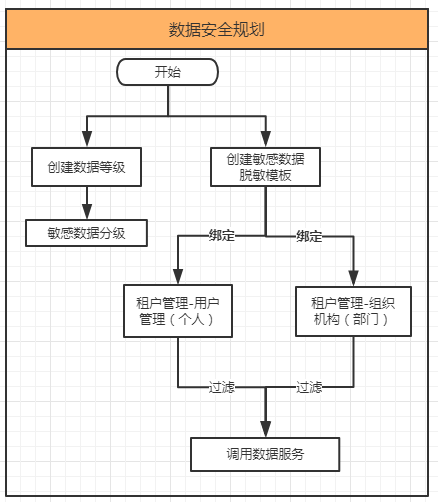 数据安全规划
开始
创建数据等级
创建敏感数据
脱敏模板
敏感数据分级
绑定
绑定
租户管理-用户
管理（个人）
租户管理-组织
机构（部门）
过滤
过滤
调用数据服务